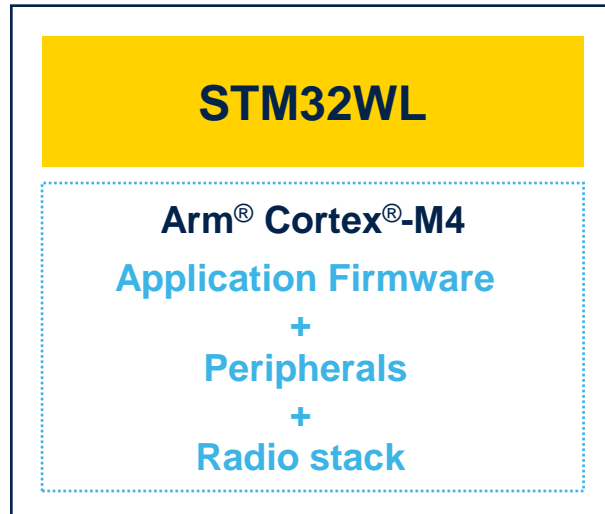 STM32WL
Arm® Cortex®-M4
Application Firmware
+
Peripherals
+
Radio stack